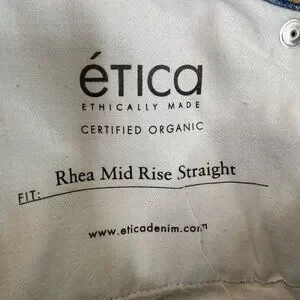 éTICA
ETHICALLY MADE
CERTIFIED ORGANIC
FIT: Rhea Mid Rise Straight
www.eticadenim.com